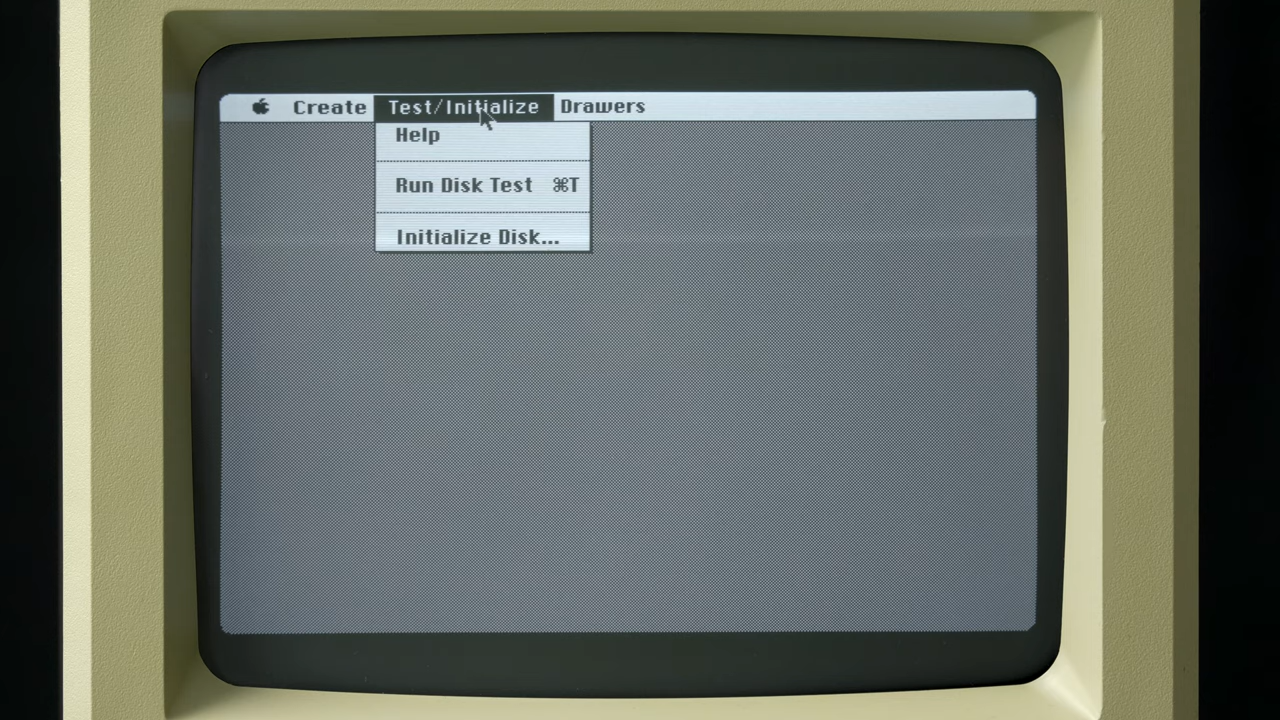 Create Test/Initialize Drawers
Help
Run Disk Test ⌘T
Initialize Disk...